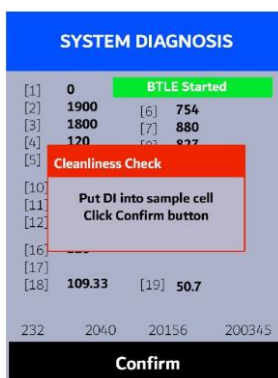 SYSTEM DIAGNOSIS
[1] 0 BTLE Started
[2] 1900 [6] 754
[3] 1800 [7] 880
[4] 120 827
[5]
Cleanliness Check
[10]
[11] Put DI into sample cell
[12] Click Confirm button
[16]
[17]
[18] 109.33 [19] 50.7
232 2040 20156 200345
Confirm